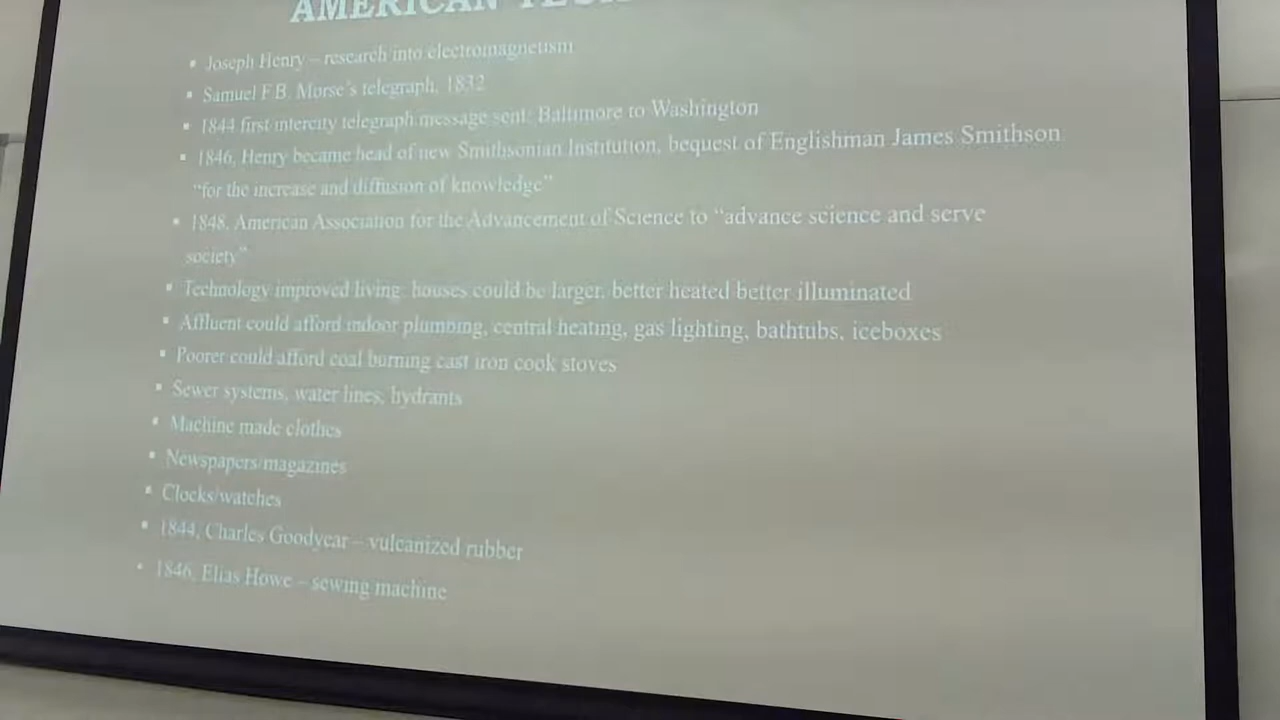 AMERICAN
▪ Joseph Henry – research into electromagnetism
▪ Samuel F.B. Morse's telegraph, 1832
▪ 1844 first intercity telegraph message sent: Baltimore to Washington
▪ 1846, Henry became head of new Smithsonian Institution, bequest of Englishman James Smithson
"for the increase and diffusion of knowledge"
▪ 1848, American Association for the Advancement of Science to "advance science and serve
society"
▪ Technology improved living: houses could be larger, better heated better illuminated
▪ Affluent could afford indoor plumbing, central heating, gas lighting, bathtubs, iceboxes
▪ Poorer could afford coal burning cast iron cook stoves
▪ Sewer systems, water lines, hydrants
▪ Machine made clothes
▪ Newspapers/magazines
▪ Clocks/watches
▪ 1844, Charles Goodyear – vulcanized rubber
▪ 1846, Elias Howe – sewing machine